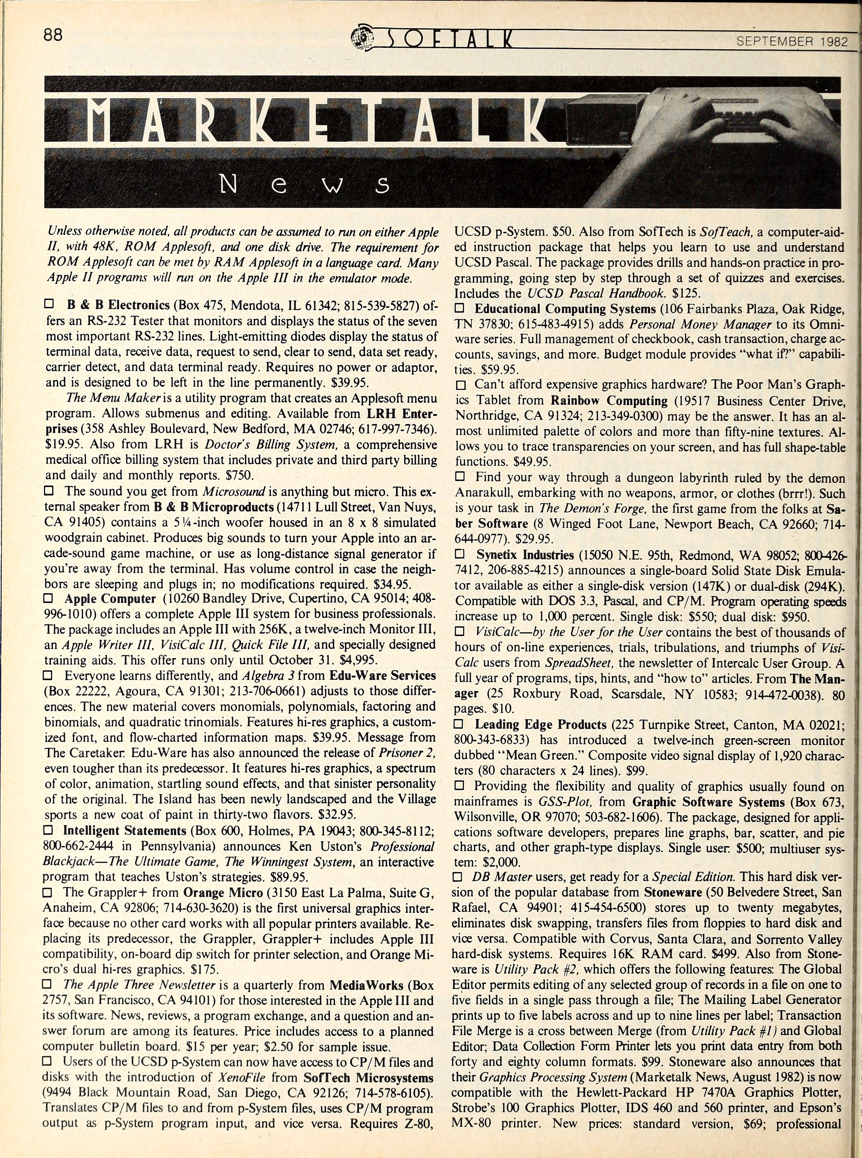 88
SOFTALK
SEPTEMBER 1982
MARKETALK
News
Unless otherwise noted, all products can be assumed to run on either Apple
II, with 48K, ROM Applesoft, and one disk drive. The requirement for
ROM Applesoft can be met by RAM Applesoft in a language card. Many
Apple II programs will run on the Apple III in the emulator mode.
□ B & B Electronics (Box 475, Mendota, IL 61342; 815-539-5827) of-
fers an RS-232 Tester that monitors and displays the status of the seven
most important RS-232 lines. Light-emitting diodes display the status of
terminal data, receive data, request to send, clear to send, data set ready,
carrier detect, and data terminal ready. Requires no power or adaptor,
and is designed to be left in the line permanently. $39.95.
The Menu Maker is a utility program that creates an Applesoft menu
program. Allows submenus and editing. Available from LRH Enter-
prises (358 Ashley Boulevard, New Bedford, MA 02746; 617-997-7346).
$19.95. Also from LRH is Doctor's Billing System, a comprehensive
medical office billing system that includes private and third party billing
and daily and monthly reports. $750.
□ The sound you get from Microsound is anything but micro. This ex-
ternal speaker from B & B Microproducts (14711 Lull Street, Van Nuys,
CA 91405) contains a 5¼-inch woofer housed in an 8 x 8 simulated
woodgrain cabinet. Produces big sounds to turn your Apple into an ar-
cade-sound game machine, or use as long-distance signal generator if
you're away from the terminal. Has volume control in case the neigh-
bors are sleeping and plugs in; no modifications required. $34.95.
□ Apple Computer (10260 Bandley Drive, Cupertino, CA 95014; 408-
996-1010) offers a complete Apple III system for business professionals.
The package includes an Apple III with 256K, a twelve-inch Monitor III,
an Apple Writer III, VisiCalc III, Quick File III, and specially designed
training aids. This offer runs only until October 31. $4,995.
□ Everyone learns differently, and Algebra 3 from Edu-Ware Services
(Box 22222, Agoura, CA 91301; 213-706-0661) adjusts to those differ-
ences. The new material covers monomials, polynomials, factoring and
binomials, and quadratic trinomials. Features hi-res graphics, a custom-
ized font, and flow-charted information maps. $39.95. Message from
The Caretaker: Edu-Ware has also announced the release of Prisoner 2,
even tougher than its predecessor. It features hi-res graphics, a spectrum
of color, animation, startling sound effects, and that sinister personality
of the original. The Island has been newly landscaped and the Village
sports a new coat of paint in thirty-two flavors. $32.95.
□ Intelligent Statements (Box 600, Holmes, PA 19043; 800-345-8112;
800-662-2444 in Pennsylvania) announces Ken Uston's Professional
Blackjack—The Ultimate Game, The Winningest System, an interactive
program that teaches Uston's strategies. $89.95.
□ The Grappler+ from Orange Micro (3150 East La Palma, Suite G,
Anaheim, CA 92806; 714-630-3620) is the first universal graphics inter-
face because no other card works with all popular printers available. Re-
placing its predecessor, the Grappler, Grappler+ includes Apple III
compatibility, on-board dip switch for printer selection, and Orange Mi-
cro's dual hi-res graphics. $175.
□ The Apple Three Newsletter is a quarterly from MediaWorks (Box
2757, San Francisco, CA 94101) for those interested in the Apple III and
its software. News, reviews, a program exchange, and a question and an-
swer forum are among its features. Price includes access to a planned
computer bulletin board. $15 per year; $2.50 for sample issue.
□ Users of the UCSD p-System can now have access to CP/M files and
disks with the introduction of XenoFile from SofTech Microsystems
(9494 Black Mountain Road, San Diego, CA 92126; 714-578-6105).
Translates CP/M files to and from p-System files, uses CP/M program
output as p-System program input, and vice versa. Requires Z-80,
UCSD p-System. $50. Also from SofTech is SofTeach, a computer-aid-
ed instruction package that helps you learn to use and understand
UCSD Pascal. The package provides drills and hands-on practice in pro-
gramming, going step by step through a set of quizzes and exercises.
Includes the UCSD Pascal Handbook. $125.
□ Educational Computing Systems (106 Fairbanks Plaza, Oak Ridge,
TN 37830; 615-483-4915) adds Personal Money Manager to its Omni-
ware series. Full management of checkbook, cash transaction, charge ac-
counts, savings, and more. Budget module provides "what if?" capabili-
ties. $59.95.
□ Can't afford expensive graphics hardware? The Poor Man's Graph-
ics Tablet from Rainbow Computing (19517 Business Center Drive,
Northridge, CA 91324; 213-349-0300) may be the answer. It has an al-
most unlimited palette of colors and more than fifty-nine textures. Al-
lows you to trace transparencies on your screen, and has full shape-table
functions. $49.95.
□ Find your way through a dungeon labyrinth ruled by the demon
Anarakull, embarking with no weapons, armor, or clothes (brrr!). Such
is your task in The Demon's Forge, the first game from the folks at Sa-
ber Software (8 Winged Foot Lane, Newport Beach, CA 92660; 714-
644-0977). $29.95.
□ Synetix Industries (15050 N.E. 95th, Redmond, WA 98052; 800-426-
7412, 206-885-4215) announces a single-board Solid State Disk Emula-
tor available as either a single-disk version (147K) or dual-disk (294K).
Compatible with DOS 3.3, Pascal, and CP/M. Program operating speeds
increase up to 1,000 percent. Single disk: $550; dual disk: $950.
□ VisiCalc—by the User for the User contains the best of thousands of
hours of on-line experiences, trials, tribulations, and triumphs of Visi-
Calc users from SpreadSheet, the newsletter of Intercalc User Group. A
full year of programs, tips, hints, and "how to" articles. From The Man-
ager (25 Roxbury Road, Scarsdale, NY 10583; 914-472-0038). 80
pages. $10.
□ Leading Edge Products (225 Turnpike Street, Canton, MA 02021;
800-343-6833) has introduced a twelve-inch green-screen monitor
dubbed "Mean Green." Composite video signal display of 1,920 charac-
ters (80 characters x 24 lines). $99.
□ Providing the flexibility and quality of graphics usually found on
mainframes is GSS-Plot, from Graphic Software Systems (Box 673,
Wilsonville, OR 97070; 503-682-1606). The package, designed for appli-
cations software developers, prepares line graphs, bar, scatter, and pie
charts, and other graph-type displays. Single user: $500; multiuser sys-
tem: $2,000.
□ DB Master users, get ready for a Special Edition. This hard disk ver-
sion of the popular database from Stoneware (50 Belvedere Street, San
Rafael, CA 94901; 415-454-6500) stores up to twenty megabytes,
eliminates disk swapping, transfers files from floppies to hard disk and
vice versa. Compatible with Corvus, Santa Clara, and Sorrento Valley
hard-disk systems. Requires 16K RAM card. $499. Also from Stone-
ware is Utility Pack #2, which offers the following features: The Global
Editor permits editing of any selected group of records in a file on one to
five fields in a single pass through a file; The Mailing Label Generator
prints up to five labels across and up to nine lines per label; Transaction
File Merge is a cross between Merge (from Utility Pack #1) and Global
Editor; Data Collection Form Printer lets you print data entry from both
forty and eighty column formats. $99. Stoneware also announces that
their Graphics Processing System (Marketalk News, August 1982) is now
compatible with the Hewlett-Packard HP 7470A Graphics Plotter,
Strobe's 100 Graphics Plotter, IDS 460 and 560 printer, and Epson's
MX-80 printer. New prices: standard version, $69; professional